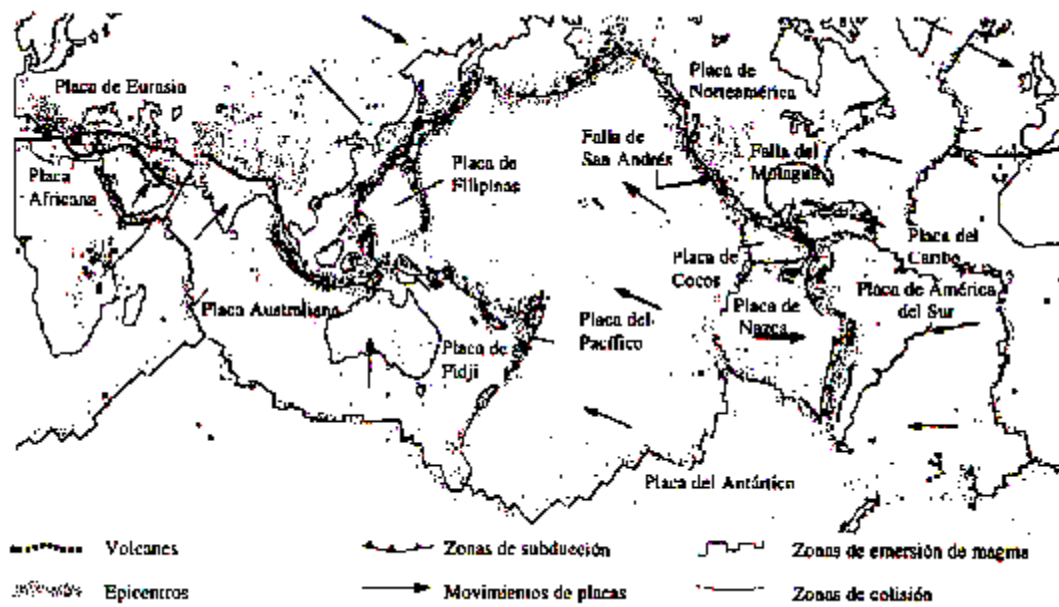 Placa de Eurasia
Placa
Africana
Placa de
Filipinas
Placa Australiana
Placa de
Fidji
Placa de
Norteamérica
Falla de
San Andrés
Falla del
Motagua
Placa del
Caribe
Placa de
Cocos
Placa de
Nazca
Placa de América
del Sur
Placa del
Pacífico
Placa del Antártico
Volcanes
Zonas de subducción
Zonas de emersión de magma
Epicentros
Movimientos de placas
Zonas de colisión